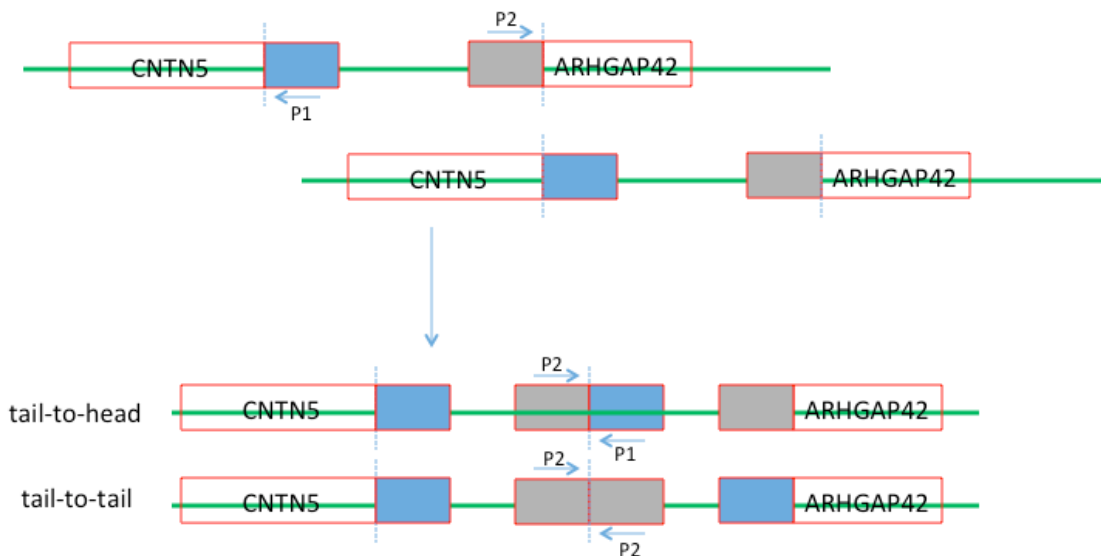 P2
CNTN5 ARHGAP42
P1
CNTN5 ARHGAP42
P2
tail-to-head CNTN5 ARHGAP42
P1
P2
tail-to-tail CNTN5 ARHGAP42
P2